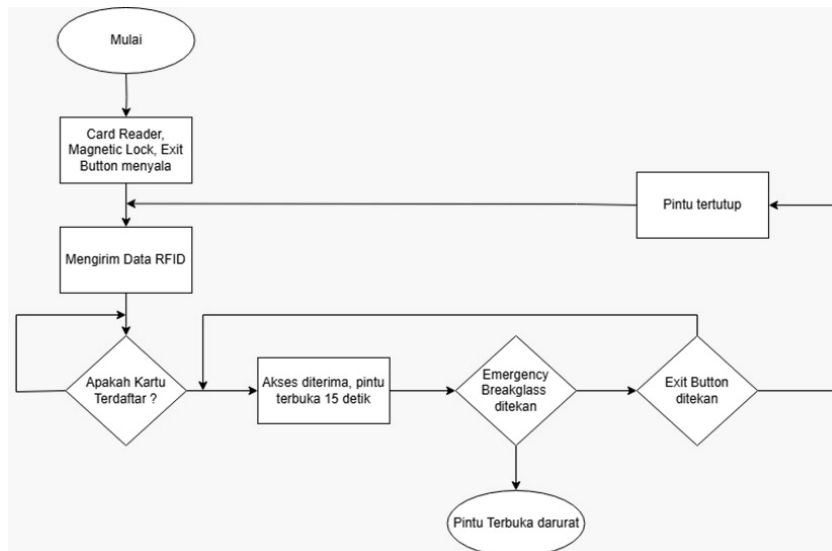 Mulai
Card Reader,
Magnetic Lock, Exit
Button menyala
Pintu tertutup
Mengirim Data RFID
Apakah Kartu
Terdaftar ?
Akses diterima, pintu
terbuka 15 detik
Emergency
Breakglass
ditekan
Exit Button
ditekan
Pintu Terbuka darurat